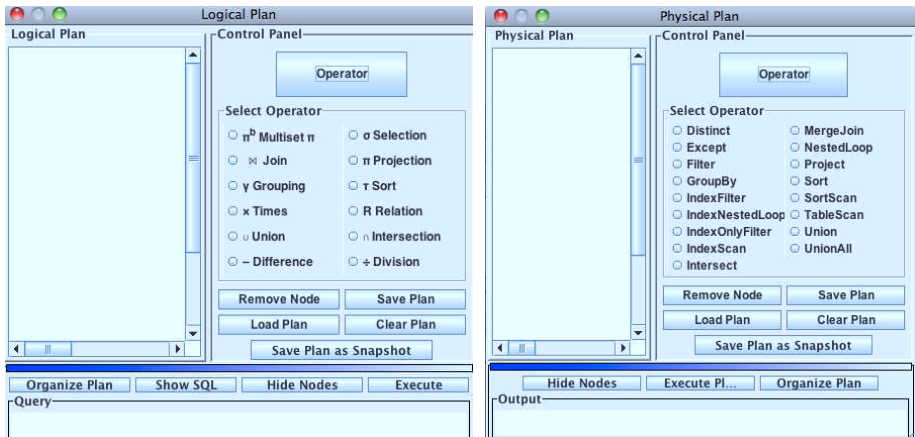 Logical Plan
Logical Plan
Control Panel
Operator
Select Operator
πᵇ Multiset π
σ Selection
⋈ Join
π Projection
γ Grouping
τ Sort
× Times
R Relation
∪ Union
∩ Intersection
− Difference
÷ Division
Remove Node
Save Plan
Load Plan
Clear Plan
Save Plan as Snapshot
Organize Plan
Show SQL
Hide Nodes
Execute
Query
Physical Plan
Physical Plan
Control Panel
Operator
Select Operator
Distinct
MergeJoin
Except
NestedLoop
Filter
Project
GroupBy
Sort
IndexFilter
SortScan
IndexNestedLoop
TableScan
IndexOnlyFilter
Union
IndexScan
UnionAll
Intersect
Remove Node
Save Plan
Load Plan
Clear Plan
Save Plan as Snapshot
Hide Nodes
Execute Pl...
Organize Plan
Output